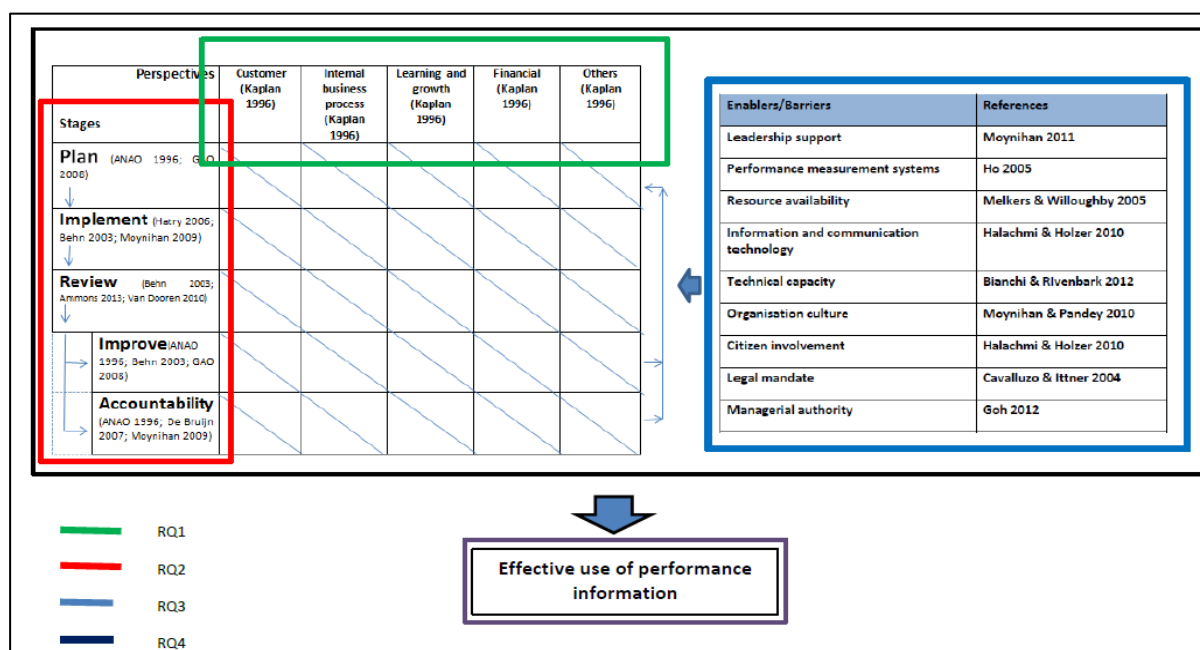 Perspectives
Customer
(Kaplan
1996)
Internal
business
process
(Kaplan
1996)
Learning and
growth
(Kaplan
1996)
Financial
(Kaplan
1996)
Others
(Kaplan
1996)
Stages
Plan (ANAO 1996; GAO
2008)
Implement (Hatry 2006;
Behn 2003; Moynihan 2009)
Review (Behn 2003;
Ammons 2013; Van Dooren 2010)
Improve(ANAO
1996; Behn 2003; GAO
2008)
Accountability
(ANAO 1996; De Bruijn
2007; Moynihan 2009)
Enablers/Barriers References
Leadership support Moynihan 2011
Performance measurement systems Ho 2005
Resource availability Melkers & Willoughby 2005
Information and communication
technology
Halachmi & Holzer 2010
Technical capacity Bianchi & RIvenbark 2012
Organisation culture Moynihan & Pandey 2010
Citizen involvement Halachmi & Holzer 2010
Legal mandate Cavalluzo & Ittner 2004
Managerial authority Goh 2012
RQ1
RQ2
RQ3
RQ4
Effective use of performance
information